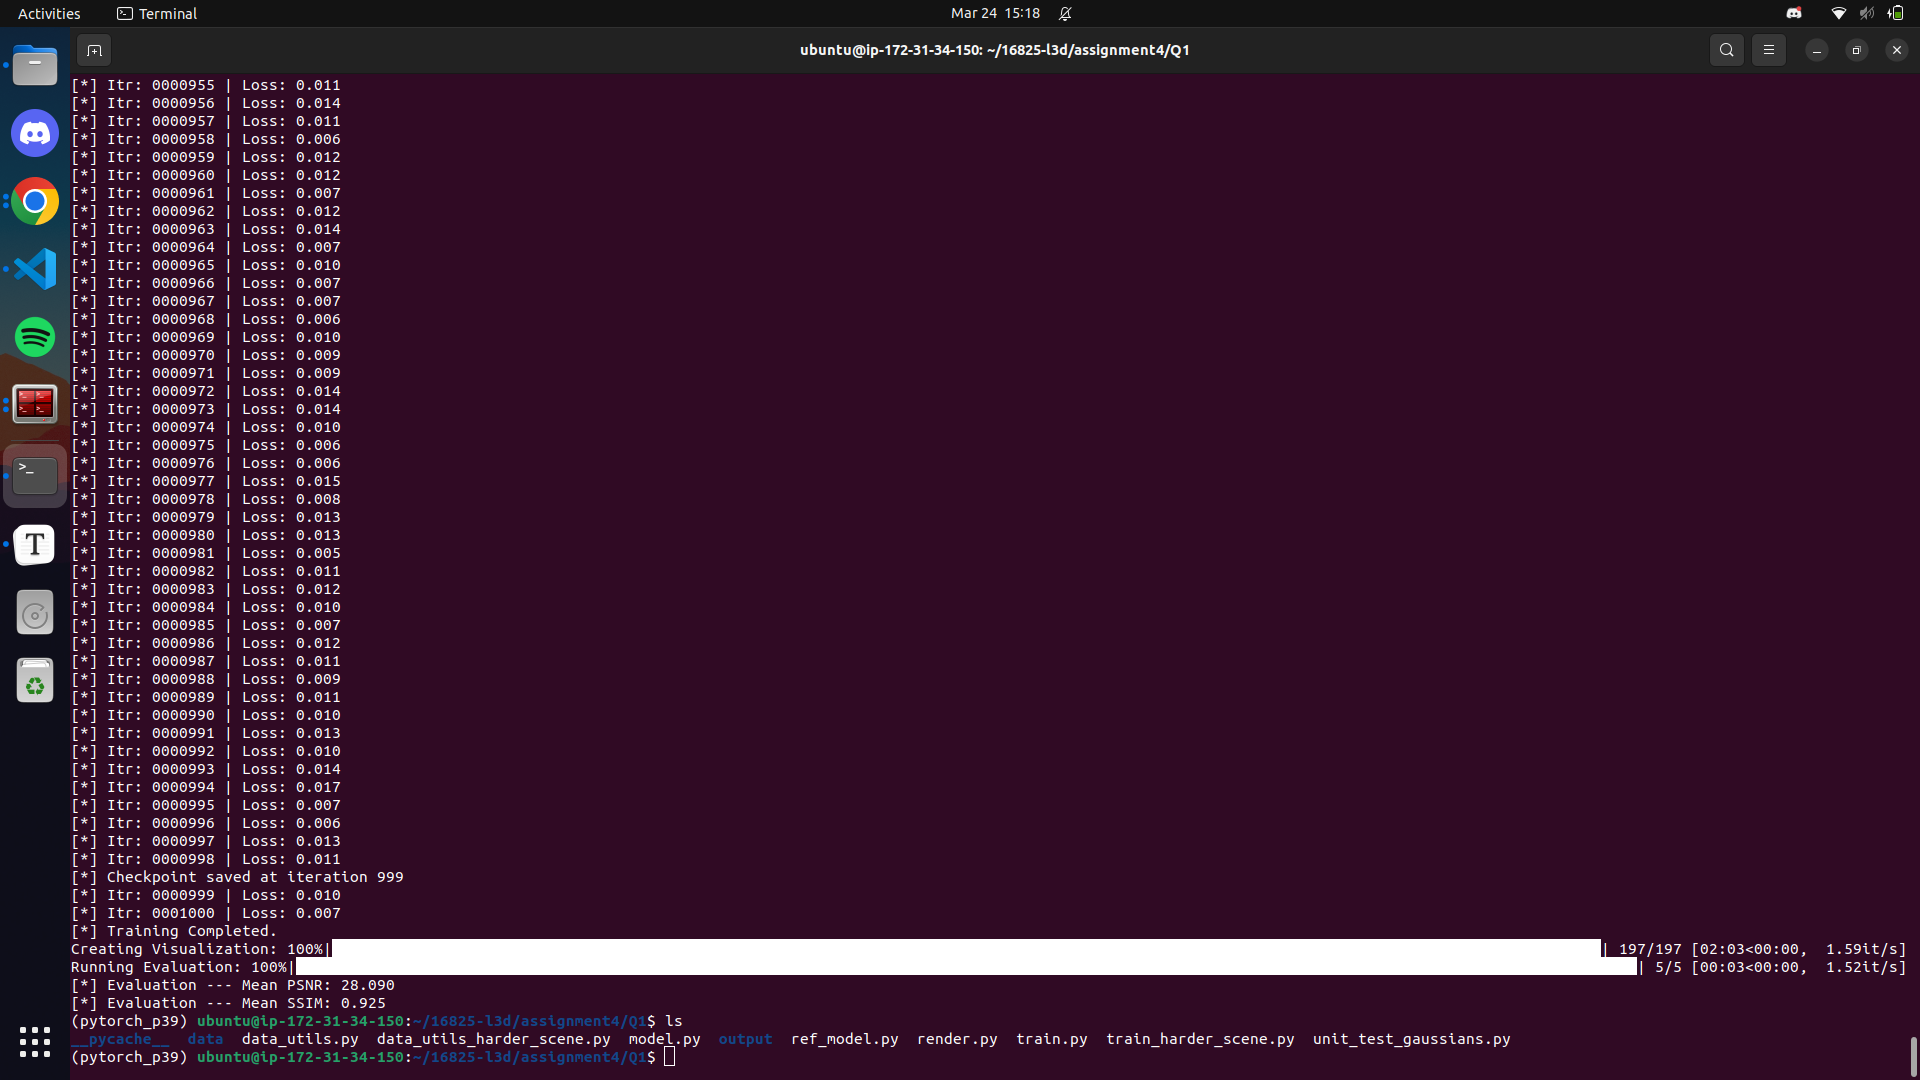 Activities
Terminal
Mar 24 15:18
ubuntu@ip-172-31-34-150: ~/16825-l3d/assignment4/Q1
[*] Itr: 0000955 | Loss: 0.011
[*] Itr: 0000956 | Loss: 0.014
[*] Itr: 0000957 | Loss: 0.011
[*] Itr: 0000958 | Loss: 0.006
[*] Itr: 0000959 | Loss: 0.012
[*] Itr: 0000960 | Loss: 0.012
[*] Itr: 0000961 | Loss: 0.007
[*] Itr: 0000962 | Loss: 0.012
[*] Itr: 0000963 | Loss: 0.014
[*] Itr: 0000964 | Loss: 0.007
[*] Itr: 0000965 | Loss: 0.010
[*] Itr: 0000966 | Loss: 0.007
[*] Itr: 0000967 | Loss: 0.007
[*] Itr: 0000968 | Loss: 0.006
[*] Itr: 0000969 | Loss: 0.010
[*] Itr: 0000970 | Loss: 0.009
[*] Itr: 0000971 | Loss: 0.009
[*] Itr: 0000972 | Loss: 0.014
[*] Itr: 0000973 | Loss: 0.014
[*] Itr: 0000974 | Loss: 0.010
[*] Itr: 0000975 | Loss: 0.006
[*] Itr: 0000976 | Loss: 0.006
[*] Itr: 0000977 | Loss: 0.015
[*] Itr: 0000978 | Loss: 0.008
[*] Itr: 0000979 | Loss: 0.013
[*] Itr: 0000980 | Loss: 0.013
[*] Itr: 0000981 | Loss: 0.005
[*] Itr: 0000982 | Loss: 0.011
[*] Itr: 0000983 | Loss: 0.012
[*] Itr: 0000984 | Loss: 0.010
[*] Itr: 0000985 | Loss: 0.007
[*] Itr: 0000986 | Loss: 0.012
[*] Itr: 0000987 | Loss: 0.011
[*] Itr: 0000988 | Loss: 0.009
[*] Itr: 0000989 | Loss: 0.011
[*] Itr: 0000990 | Loss: 0.010
[*] Itr: 0000991 | Loss: 0.013
[*] Itr: 0000992 | Loss: 0.010
[*] Itr: 0000993 | Loss: 0.014
[*] Itr: 0000994 | Loss: 0.017
[*] Itr: 0000995 | Loss: 0.007
[*] Itr: 0000996 | Loss: 0.006
[*] Itr: 0000997 | Loss: 0.013
[*] Itr: 0000998 | Loss: 0.011
[*] Checkpoint saved at iteration 999
[*] Itr: 0000999 | Loss: 0.010
[*] Itr: 0001000 | Loss: 0.007
[*] Training Completed.
Creating Visualization: 100%| | 197/197 [02:03<00:00, 1.59it/s]
Running Evaluation: 100%| | 5/5 [00:03<00:00, 1.52it/s]
[*] Evaluation --- Mean PSNR: 28.090
[*] Evaluation --- Mean SSIM: 0.925
(pytorch_p39) ubuntu@ip-172-31-34-150:~/16825-l3d/assignment4/Q1$ ls
__pycache__ data data_utils.py data_utils_harder_scene.py model.py output ref_model.py render.py train.py train_harder_scene.py unit_test_gaussians.py
(pytorch_p39) ubuntu@ip-172-31-34-150:~/16825-l3d/assignment4/Q1$